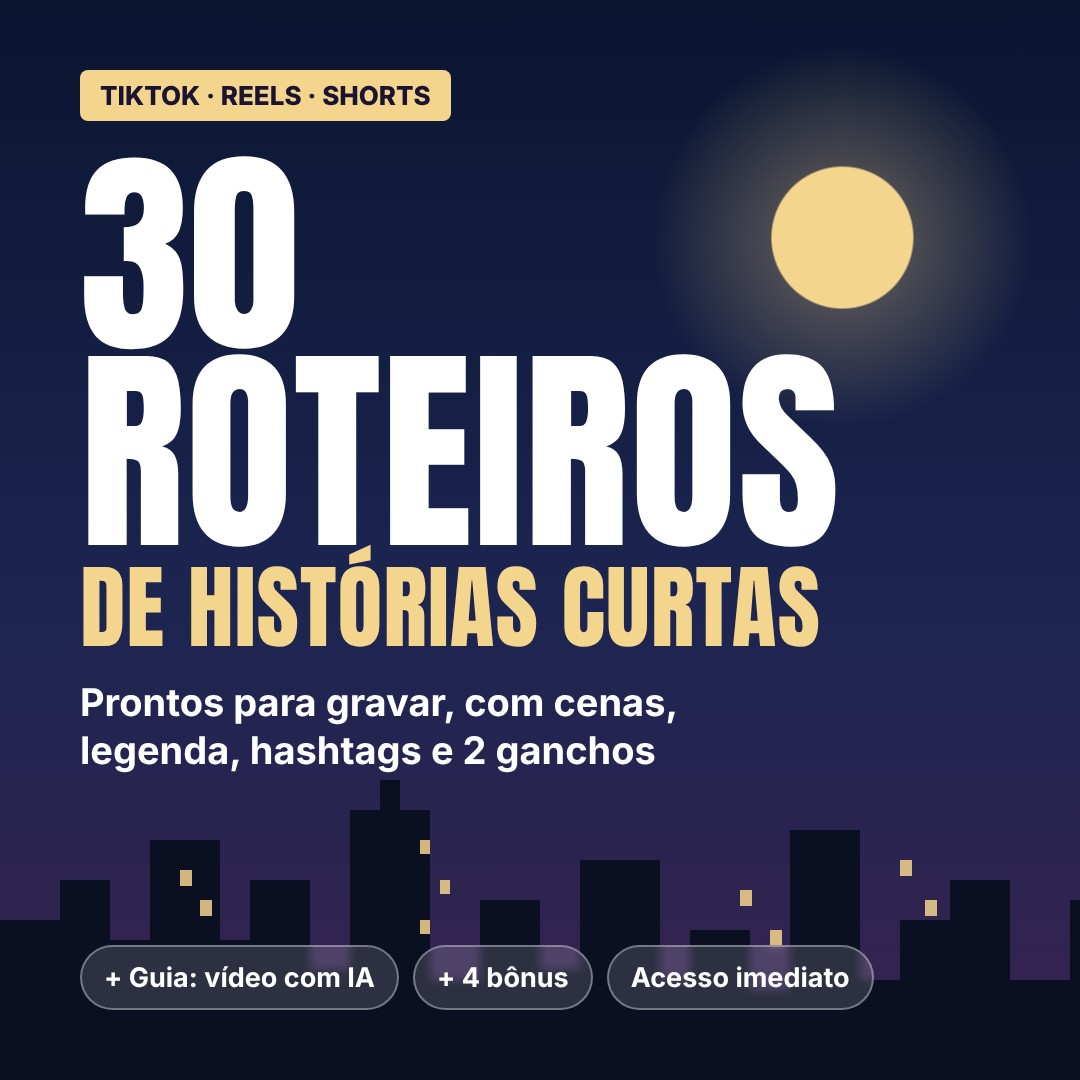 TIKTOK · REELS · SHORTS
30
ROTEIROS
DE HISTÓRIAS CURTAS
Prontos para gravar, com cenas,
legenda, hashtags e 2 ganchos
+ Guia: vídeo com IA
+ 4 bônus
Acesso imediato